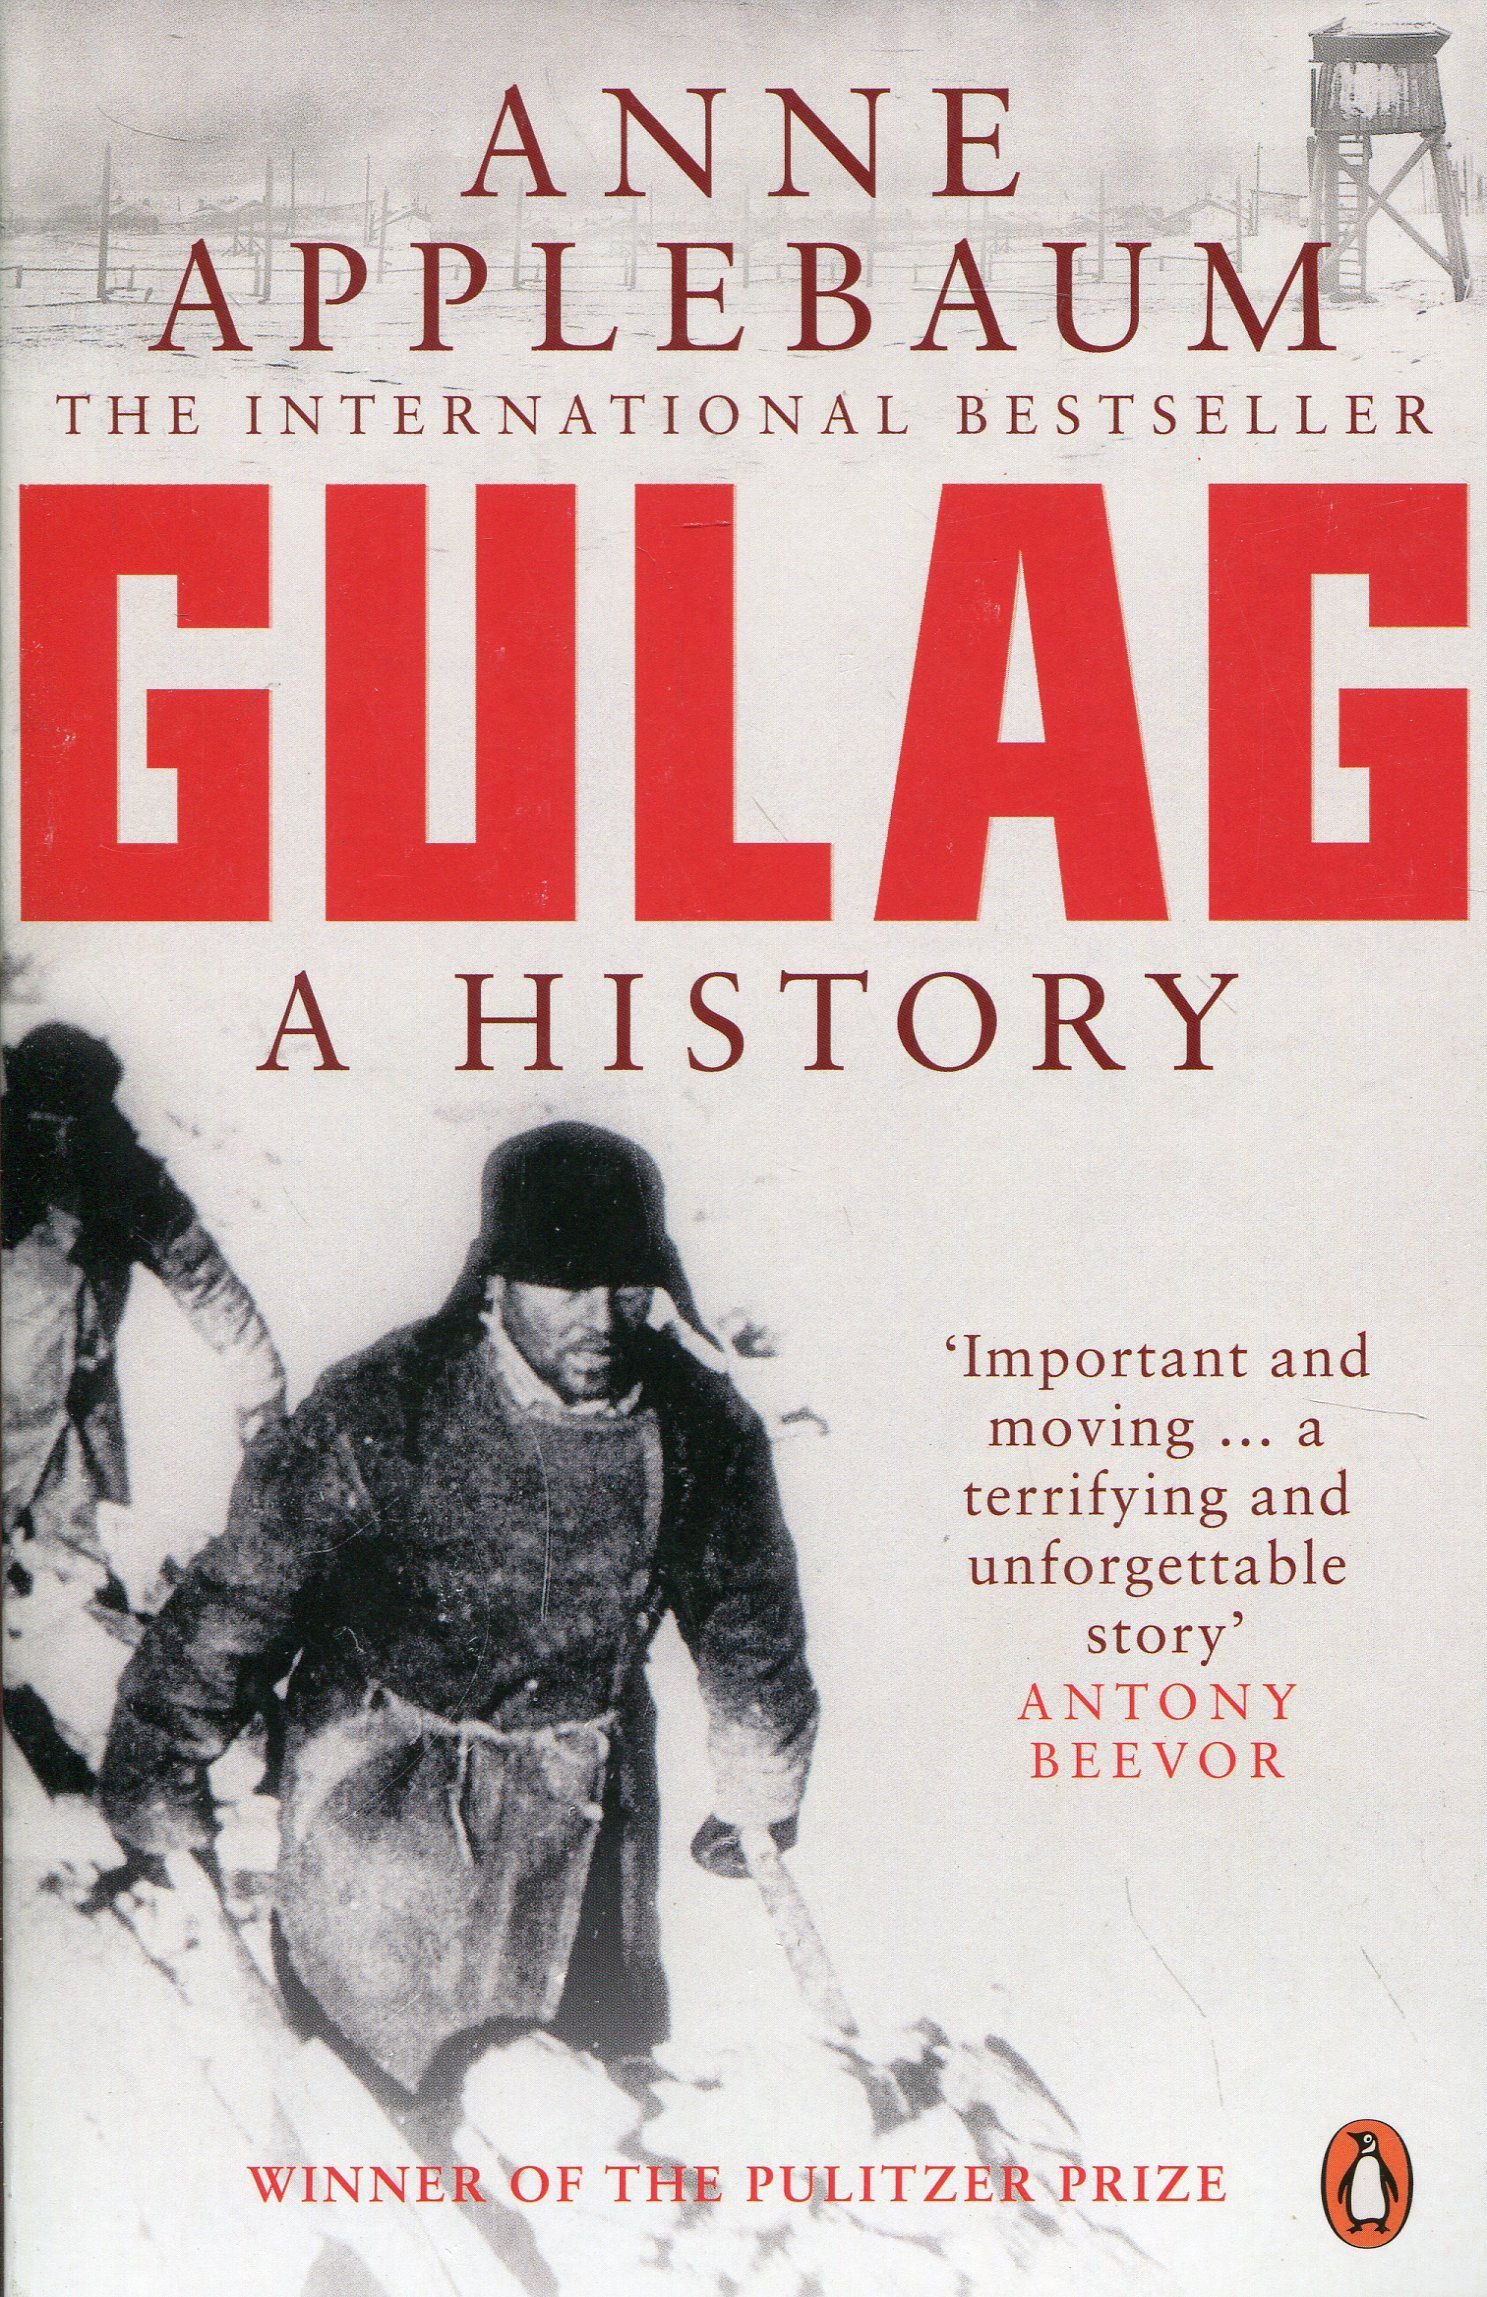 ANNE
APPLEBAUM
THE INTERNATIONAL BESTSELLER
GULAG
A HISTORY
‘Important and
moving ... a
terrifying and
unforgettable
story’
ANTONY
BEEVOR
WINNER OF THE PULITZER PRIZE